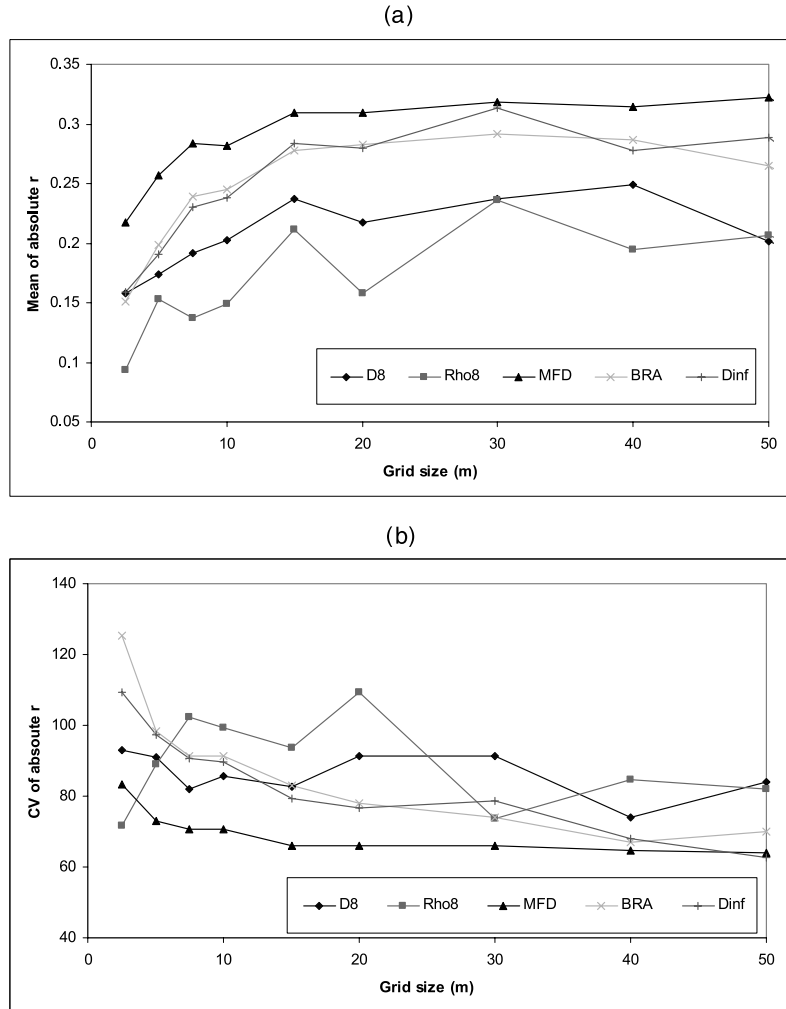 (a)
0.35
0.3
0.25
0.2
0.15
0.1
0.05
Mean of absolute r
D8 Rho8 MFD BRA Dinf
0 10 20 30 40 50
Grid size (m)
(b)
140
120
100
80
60
40
CV of absoute r
D8 Rho8 MFD BRA Dinf
0 10 20 30 40 50
Grid size (m)